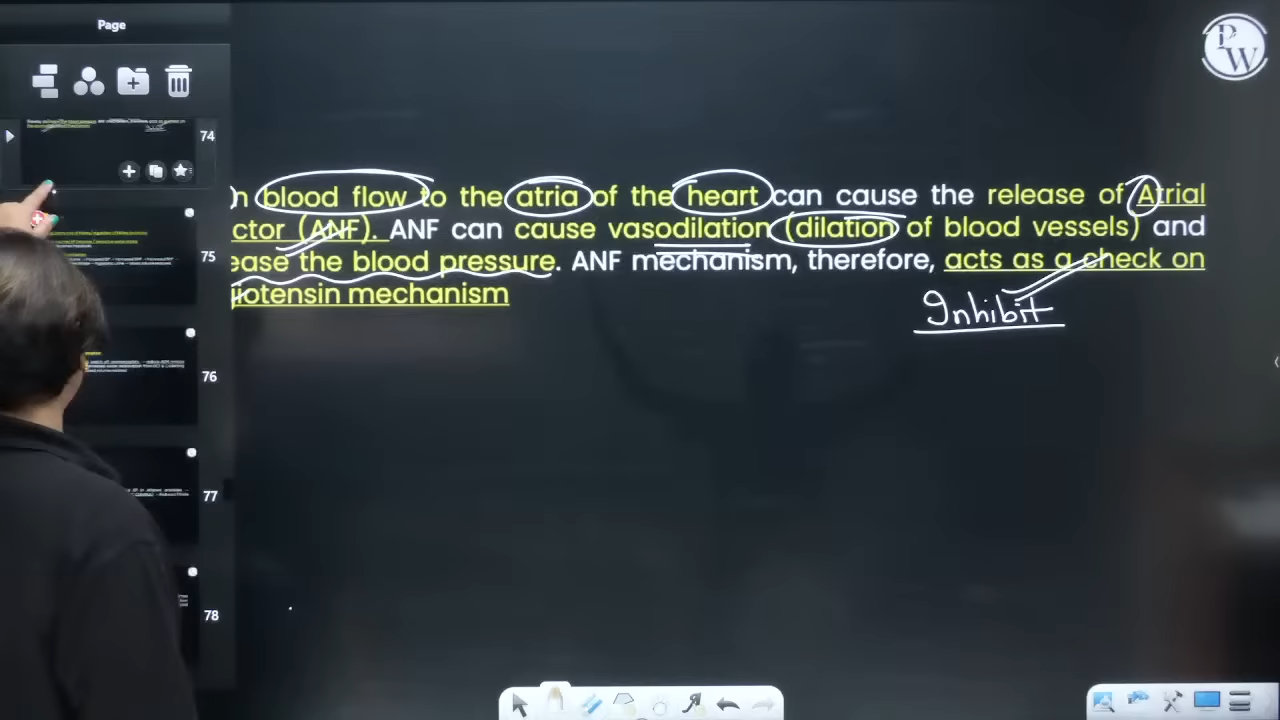 Page
PW
74
n blood flow to the atria of the heart can cause the release of Atrial
ctor (ANF). ANF can cause vasodilation (dilation of blood vessels) and
ease the blood pressure. ANF mechanism, therefore, acts as a check on
iotensin mechanism
Inhibit
75
76
77
78